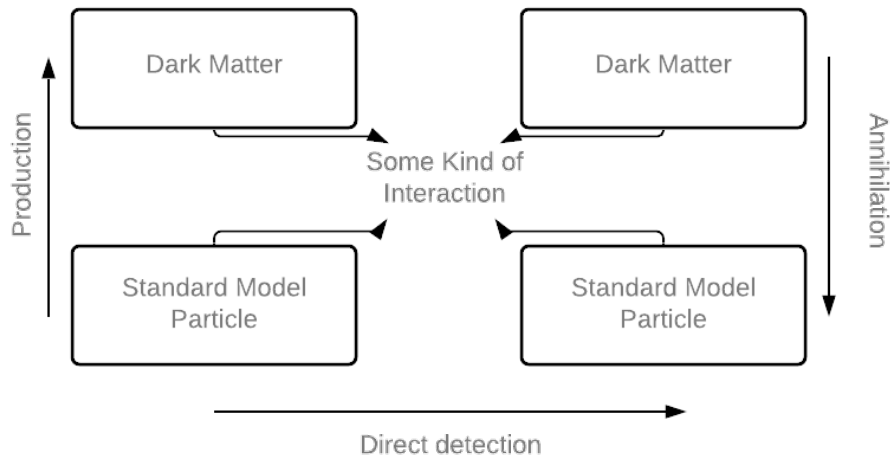 Dark Matter
Dark Matter
Production
Some Kind of
Interaction
Annihilation
Standard Model
Particle
Standard Model
Particle
Direct detection